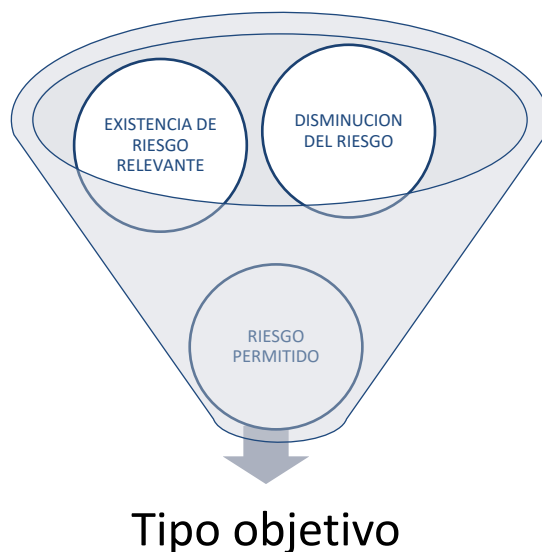 EXISTENCIA DE
RIESGO
RELEVANTE
DISMINUCION
DEL RIESGO
RIESGO
PERMITIDO
Tipo objetivo